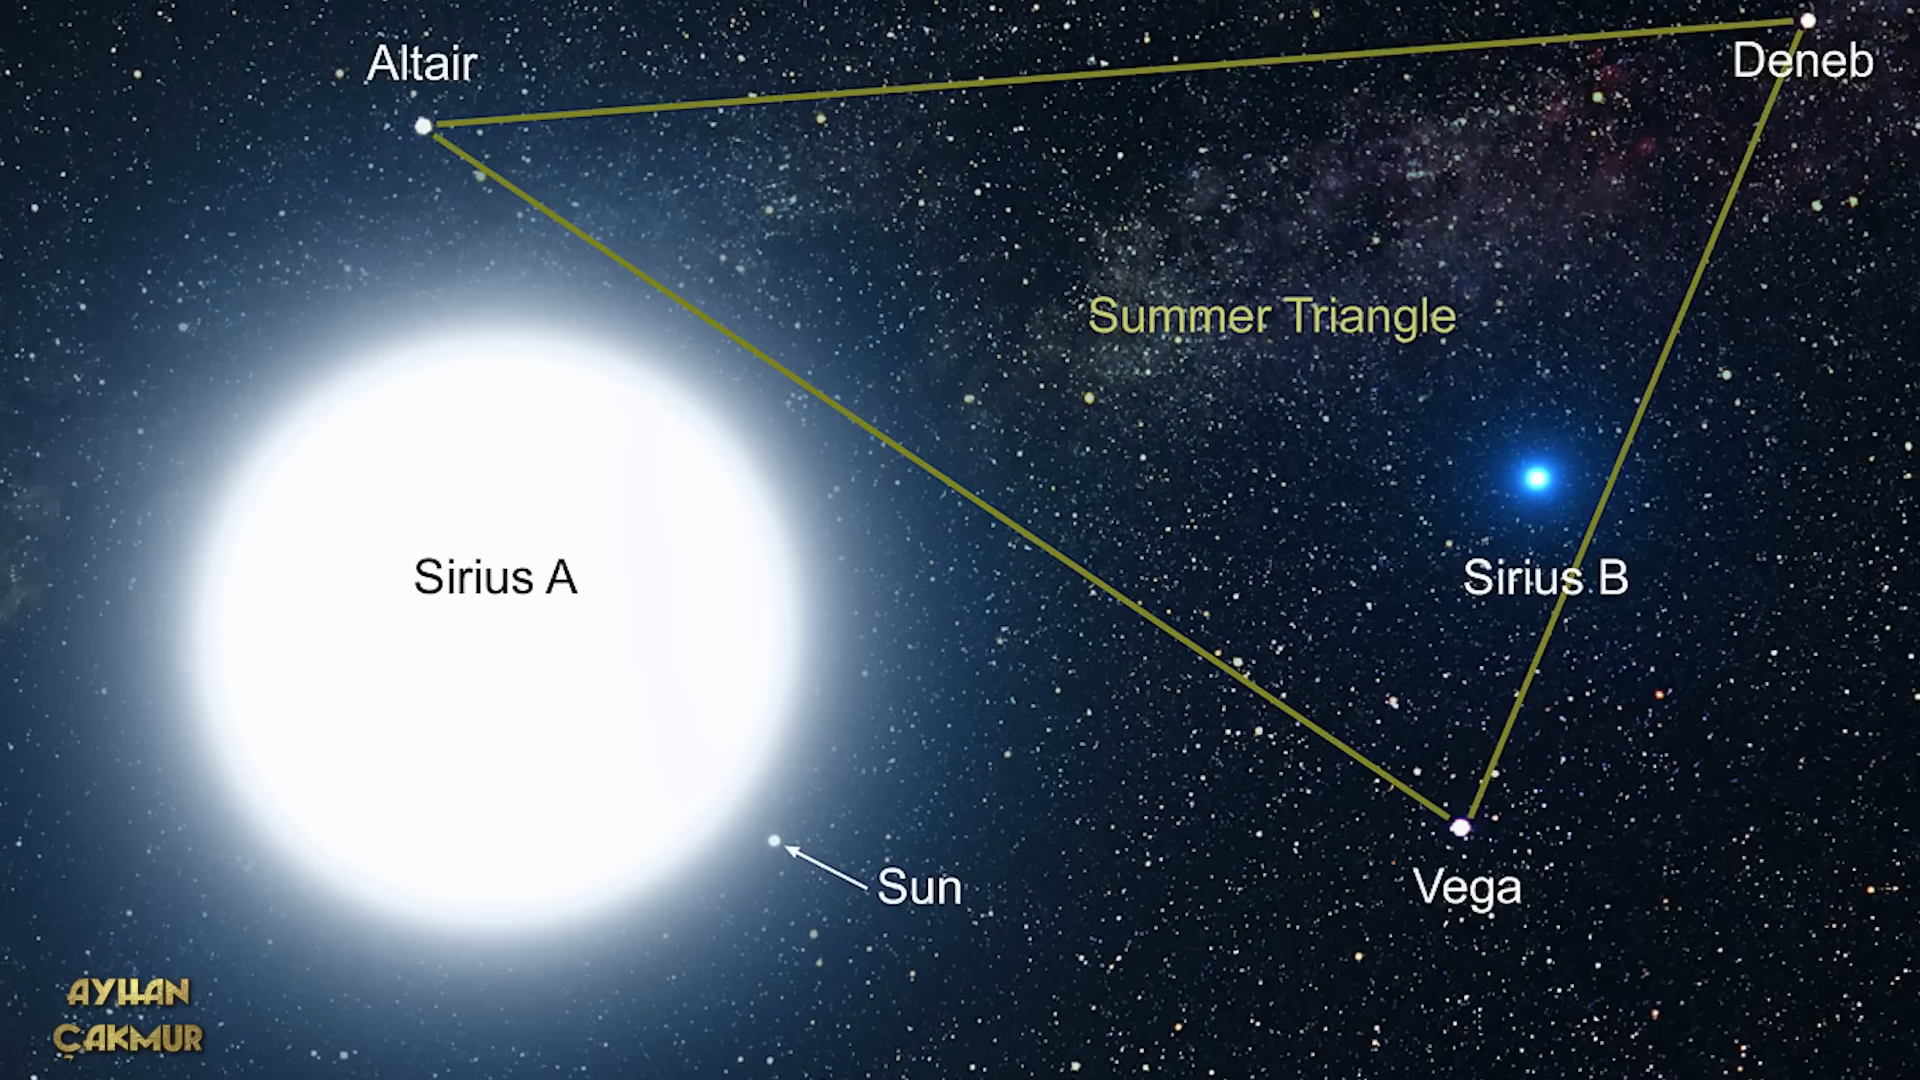 Altair
Deneb
Summer Triangle
Sirius A
Sirius B
Sun
Vega
AYHAN
ÇAKMUR